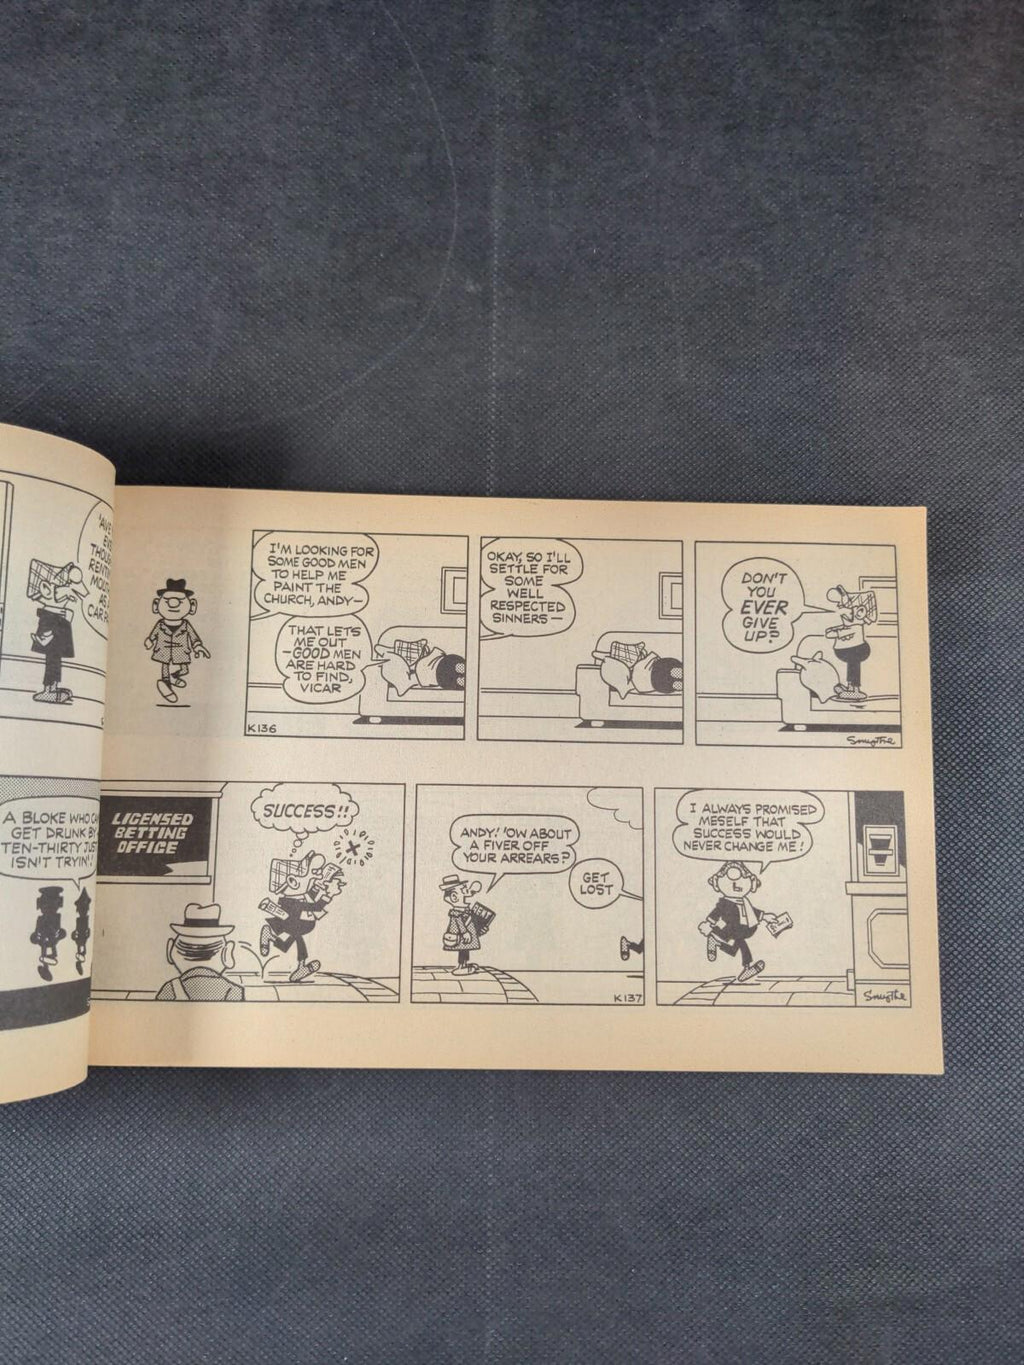 I'M LOOKING FOR
SOME GOOD MEN
TO HELP ME
PAINT THE
CHURCH, ANDY—
THAT LETS
ME OUT
—GOOD MEN
ARE HARD
TO FIND,
VICAR
K136
OKAY, SO I'LL
SETTLE FOR
SOME
WELL
RESPECTED
SINNERS—
DON'T
YOU
EVER
GIVE
UP?
Smythe
A BLOKE WHO
GET DRUNK
TEN-THIRTY
ISN'T TRYIN'!
LICENSED
BETTING
OFFICE
SUCCESS!!
ANDY! 'OW ABOUT
A FIVER OFF
YOUR ARREARS?
GET
LOST
K137
I ALWAYS PROMISED
MESELF THAT
SUCCESS WOULD
NEVER CHANGE ME!
Smythe